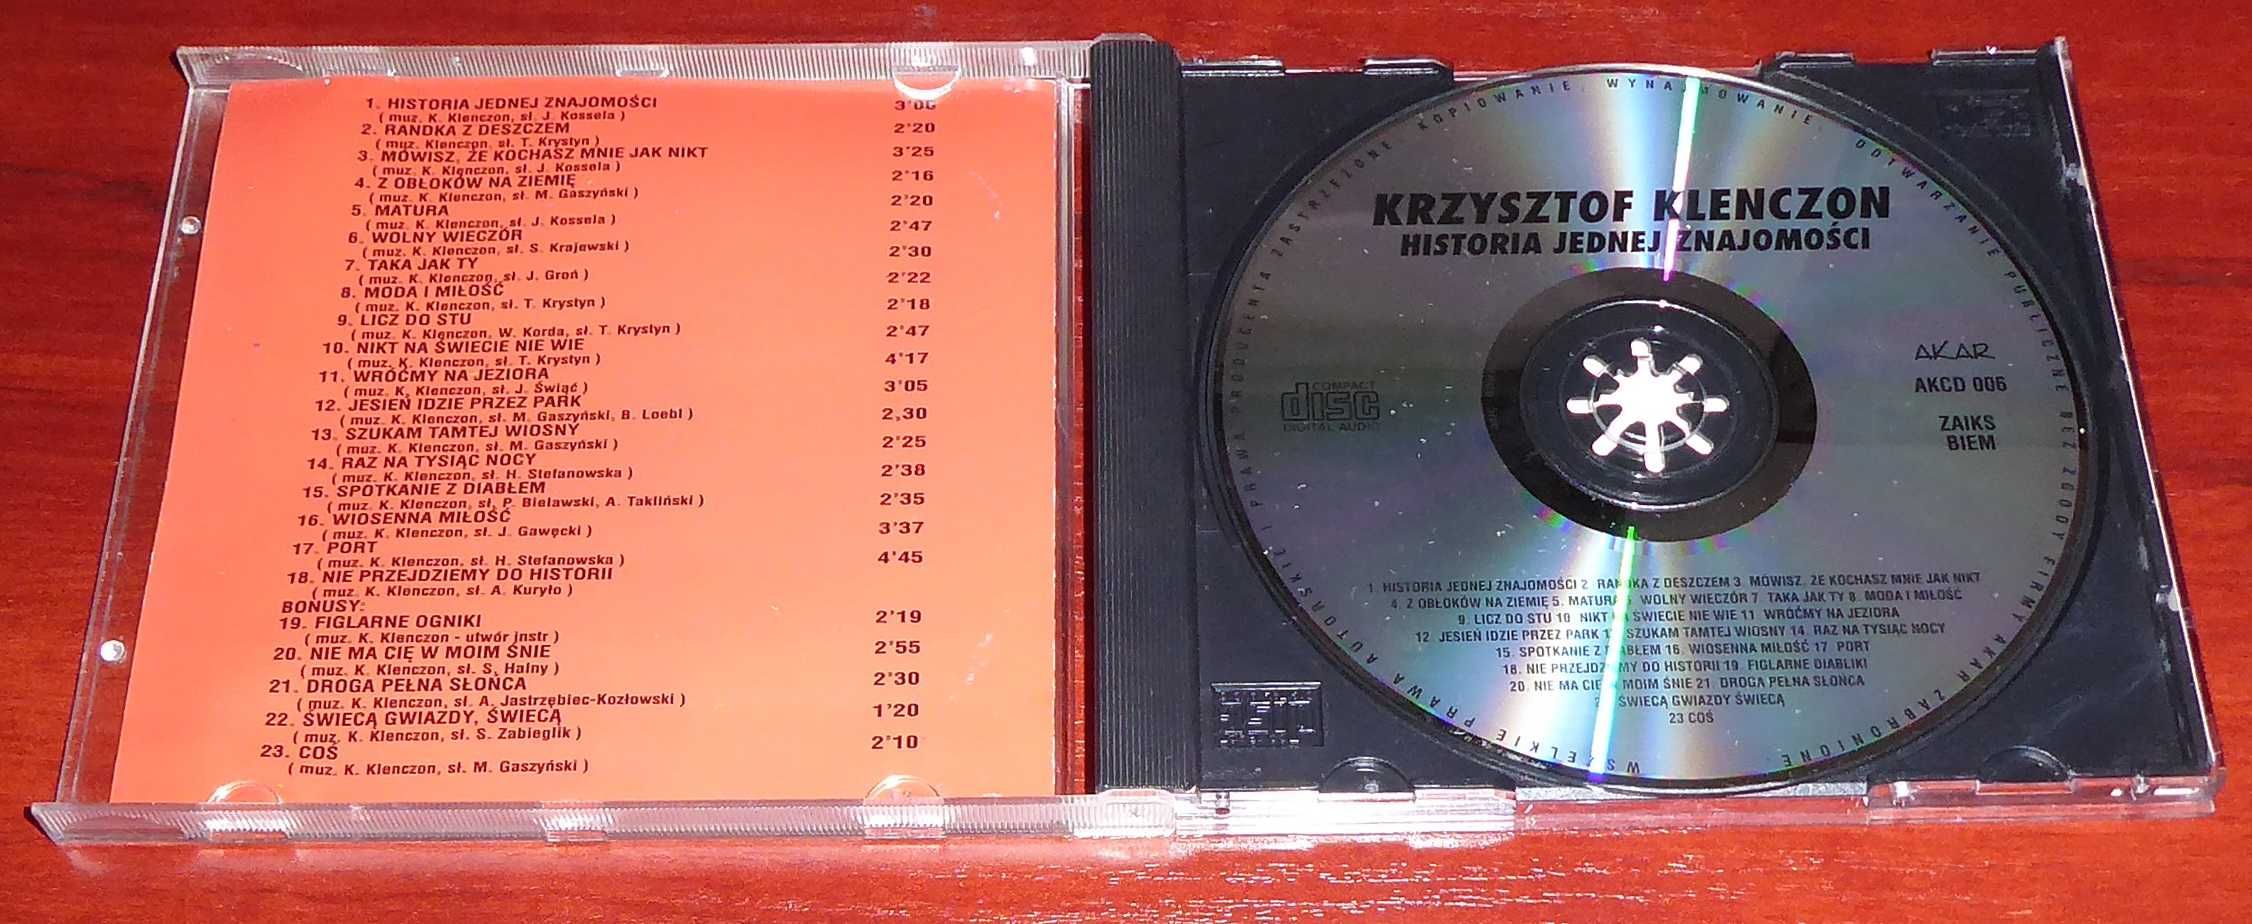 1. HISTORIA JEDNEJ ZNAJOMOŚCI 3'06
( muz. K. Klenczon, sł. J. Kossela )
2. RANDKA Z DESZCZEM 2'20
( muz. K. Klenczon, sł. T. Krystyn )
3. MÓWISZ, ŻE KOCHASZ MNIE JAK NIKT 3'25
( muz. K. Klenczon, sł. J. Kossela )
4. Z OBŁOKÓW NA ZIEMIĘ 2'16
( muz. K. Klenczon, sł. M. Gaszyński )
5. MATURA 2'20
( muz. K. Klenczon, sł. J. Kossela )
6. WOLNY WIECZÓR 2'47
( muz. K. Klenczon, sł. S. Krajewski )
7. TAKA JAK TY 2'30
( muz. K. Klenczon, sł. J. Groń )
8. MODA I MIŁOŚĆ 2'22
( muz. K. Klenczon, sł. T. Krystyn )
9. LICZ DO STU 2'18
( muz. K. Klenczon, W. Korda, sł. T. Krystyn )
10. NIKT NA ŚWIECIE NIE WIE 2'47
( muz. K. Klenczon, sł. T. Krystyn )
11. WRÓĆMY NA JEZIORA 4'17
( muz. K. Klenczon, sł. J. Świąć )
12. JESIEŃ IDZIE PRZEZ PARK 3'05
( muz. K. Klenczon, sł. M. Gaszyński, B. Loebl )
13. SZUKAM TAMTEJ WIOSNY 2,30
( muz. K. Klenczon, sł. M. Gaszyński )
14. RAZ NA TYSIĄC NOCY 2'25
( muz. K. Klenczon, sł. H. Stefanowska )
15. SPOTKANIE Z DIABŁEM 2'38
( muz. K. Klenczon, sł. P. Bielawski, A. Takliński )
16. WIOSENNA MIŁOŚĆ 2'35
( muz. K. Klenczon, sł. J. Gawęcki )
17. PORT 3'37
( muz. K. Klenczon, sł. H. Stefanowska )
18. NIE PRZEJDZIEMY DO HISTORII 4'45
( muz. K. Klenczon, sł. A. Kuryło )
BONUSY:
19. FIGLARNE OGNIKI 2'19
( muz. K. Klenczon - utwór instr )
20. NIE MA CIĘ W MOIM ŚNIE 2'55
( muz. K. Klenczon, sł. S. Halny )
21. DROGA PEŁNA SŁOŃCA 2'30
( muz. K. Klenczon, sł. A. Jastrzębiec-Kozłowski )
22. ŚWIECĄ GWIAZDY, ŚWIECĄ 1'20
( muz. K. Klenczon, sł. S. Zabieglik )
23. COŚ 2'10
( muz. K. Klenczon, sł. M. Gaszyński )
WSZELKIE PRAWA AUTORSKIE I PRAWA PRODUCENTA ZASTRZEŻONE KOPIOWANIE, WYNAJMOWANIE, ODTWARZANIE PUBLICZNE BEZ ZGODY FIRMY AKAR ZABRONIONE.
KRZYSZTOF KLENCZON
HISTORIA JEDNEJ ZNAJOMOŚCI
COMPACT
disc
DIGITAL AUDIO
AKAR
AKCD 006
ZAIKS
BIEM
1. HISTORIA JEDNEJ ZNAJOMOŚCI 2 RANDKA Z DESZCZEM 3. MÓWISZ, ŻE KOCHASZ MNIE JAK NIKT
4. Z OBŁOKÓW NA ZIEMIĘ 5. MATURA 6. WOLNY WIECZÓR 7 TAKA JAK TY 8. MODA I MIŁOŚĆ
9. LICZ DO STU 10 NIKT NA ŚWIECIE NIE WIE 11 WRÓĆMY NA JEZIORA
12. JESIEŃ IDZIE PRZEZ PARK 13 SZUKAM TAMTEJ WIOSNY 14. RAZ NA TYSIĄC NOCY
15. SPOTKANIE Z DIABŁEM 16. WIOSENNA MIŁOŚĆ 17 PORT
18. NIE PRZEJDZIEMY DO HISTORII 19. FIGLARNE DIABLIKI
20. NIE MA CIĘ W MOIM ŚNIE 21. DROGA PEŁNA SŁOŃCA
22 ŚWIECĄ GWIAZDY ŚWIECĄ
23 COŚ